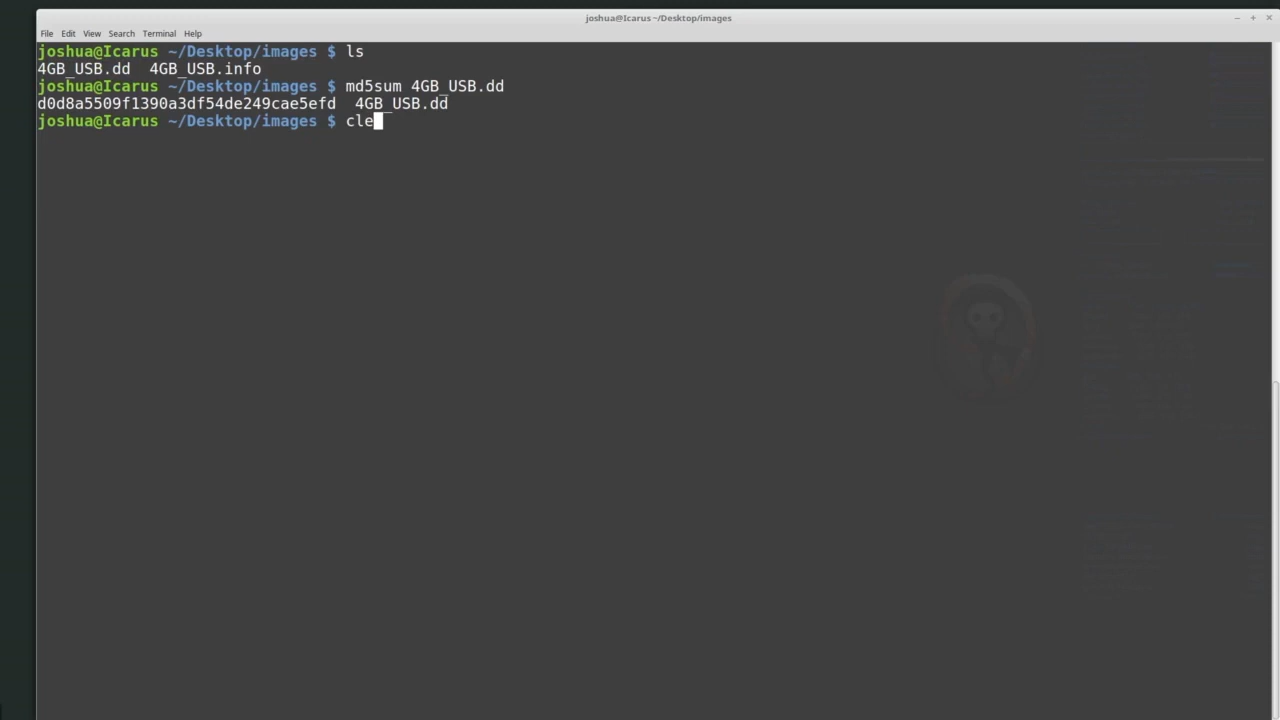 joshua@Icarus ~/Desktop/images
File Edit View Search Terminal Help
joshua@Icarus ~/Desktop/images $ ls
4GB_USB.dd  4GB_USB.info
joshua@Icarus ~/Desktop/images $ md5sum 4GB_USB.dd
d0d8a5509f1390a3df54de249cae5efd  4GB_USB.dd
joshua@Icarus ~/Desktop/images $ cle